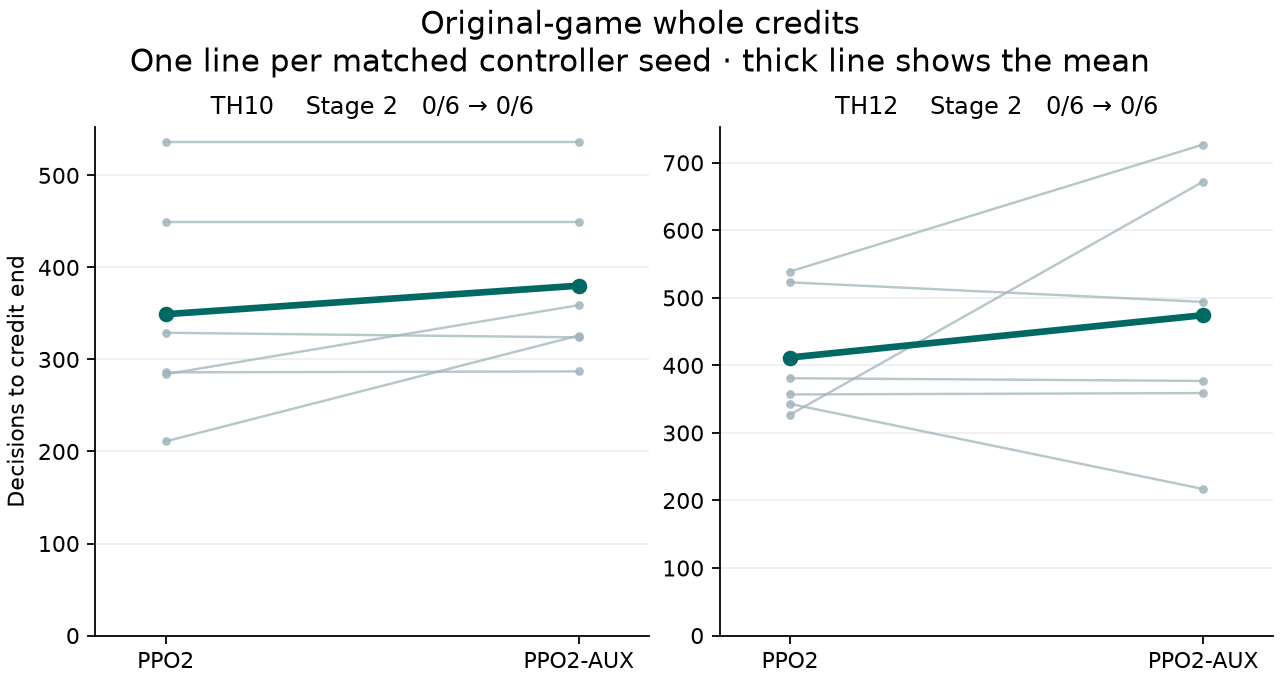 Original-game whole credits
One line per matched controller seed · thick line shows the mean
TH10 Stage 2 0/6 → 0/6
Decisions to credit end
500
400
300
200
100
0
PPO2 PPO2-AUX
TH12 Stage 2 0/6 → 0/6
700
600
500
400
300
200
100
0
PPO2 PPO2-AUX